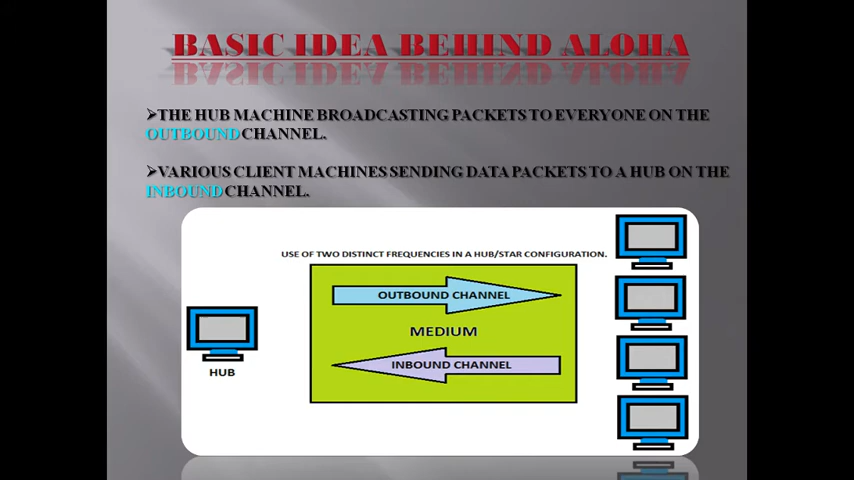 BASIC IDEA BEHIND ALOHA
➢THE HUB MACHINE BROADCASTING PACKETS TO EVERYONE ON THE
OUTBOUND CHANNEL.
➢VARIOUS CLIENT MACHINES SENDING DATA PACKETS TO A HUB ON THE
INBOUND CHANNEL.
USE OF TWO DISTINCT FREQUENCIES IN A HUB/STAR CONFIGURATION.
OUTBOUND CHANNEL
MEDIUM
INBOUND CHANNEL
HUB